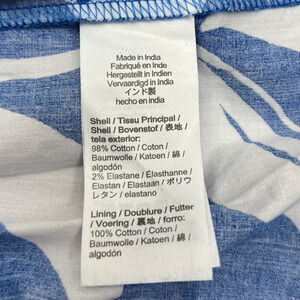 Made in India
Fabriqué en Inde
Hergestellt in Indien
Vervaardigd in India
インド製
hecho en india
Shell / Tissu Principal /
Shell / Bovenstof / 表地 /
tela exterior:
98% Cotton / Coton /
Baumwolle / Katoen / 綿 /
algodón
2% Elastane / Élasthanne /
Elastan / Elastaan / ポリウ
レタン / elastano
Lining / Doublure / Futter
/ Voering / 裏地 / forro:
100% Cotton / Coton /
Baumwolle / Katoen / 綿 /
algodón